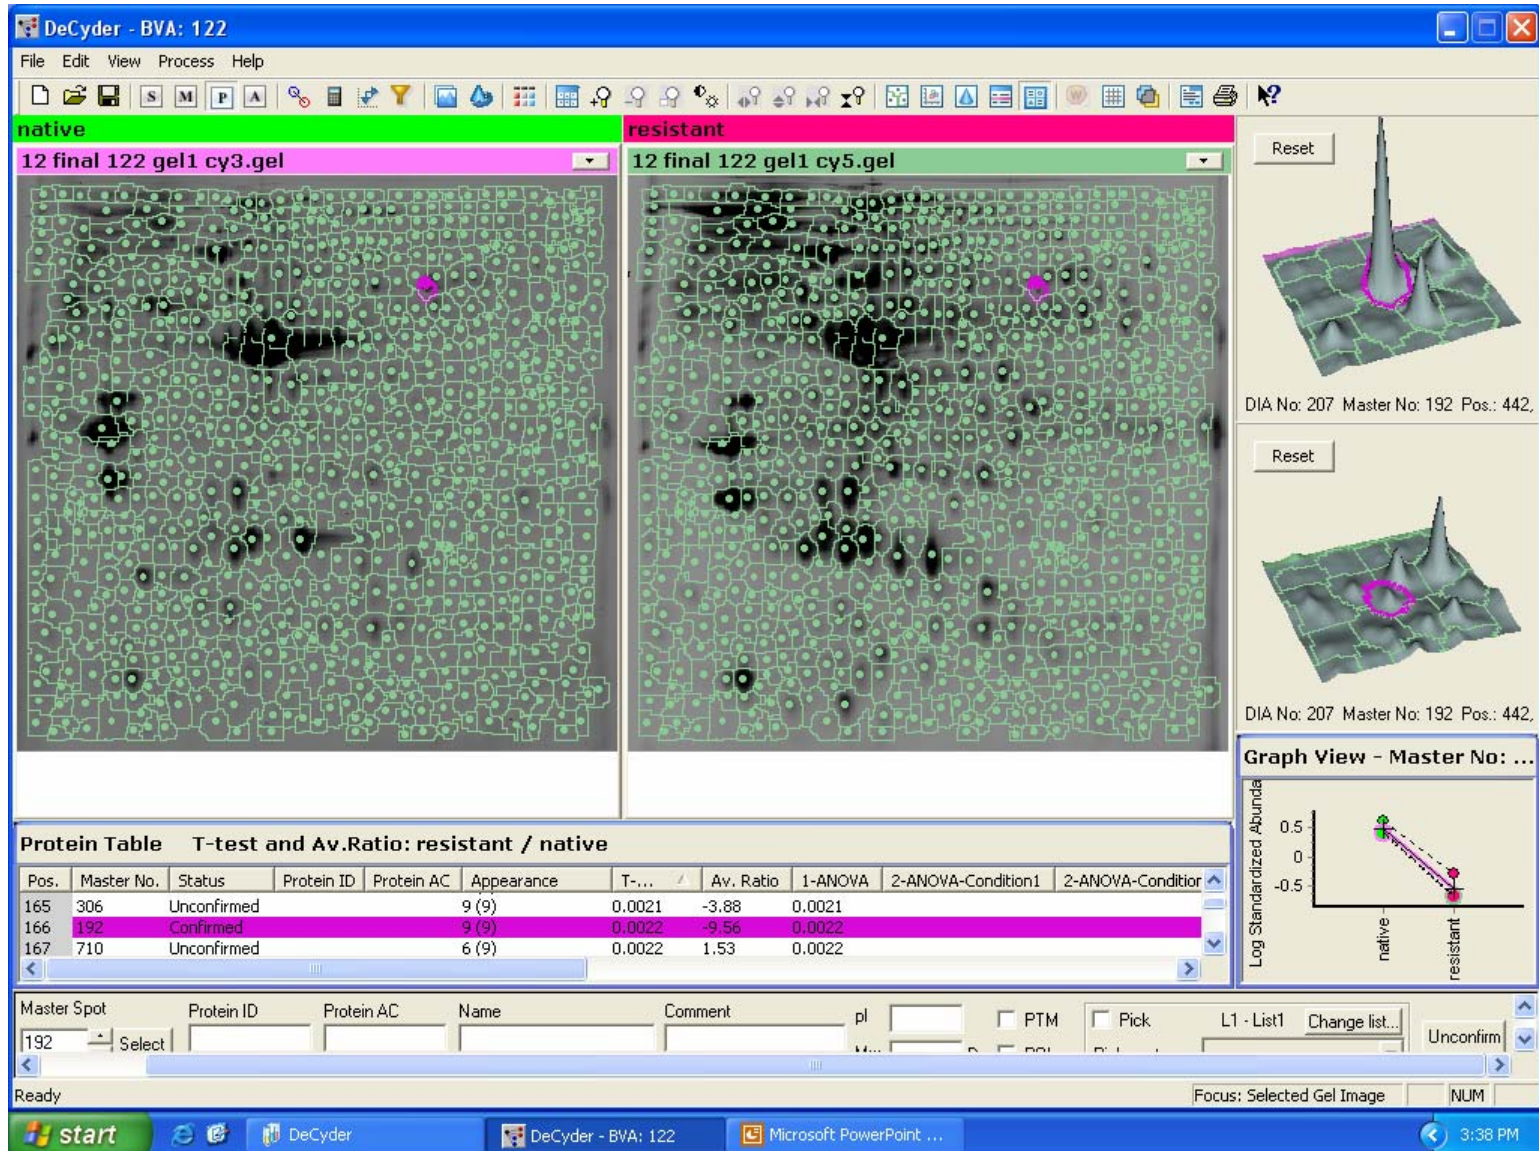 DeCyder - BVA: 122
File Edit View Process Help
S M P A
native
resistant
12 final 122 gel1 cy3.gel
12 final 122 gel1 cy5.gel
Reset
DIA No: 207 Master No: 192 Pos.: 442,
Reset
DIA No: 207 Master No: 192 Pos.: 442,
Graph View - Master No: ...
Log Standardized Abunda
0.5
0
-0.5
native
resistant
Protein Table T-test and Av.Ratio: resistant / native
Pos. Master No. Status Protein ID Protein AC Appearance T-... Av. Ratio 1-ANOVA 2-ANOVA-Condition1 2-ANOVA-Condition
165 306 Unconfirmed 9 (9) 0.0021 -3.88 0.0021
166 192 Confirmed 9 (9) 0.0022 -9.56 0.0022
167 710 Unconfirmed 6 (9) 0.0022 1.53 0.0022
Master Spot Protein ID Protein AC Name Comment pI PTM Pick L1 - List1 Change list...
192 Select Unconfirm
Ready Focus: Selected Gel Image NUM
start DeCyder DeCyder - BVA: 122 Microsoft PowerPoint ... 3:38 PM